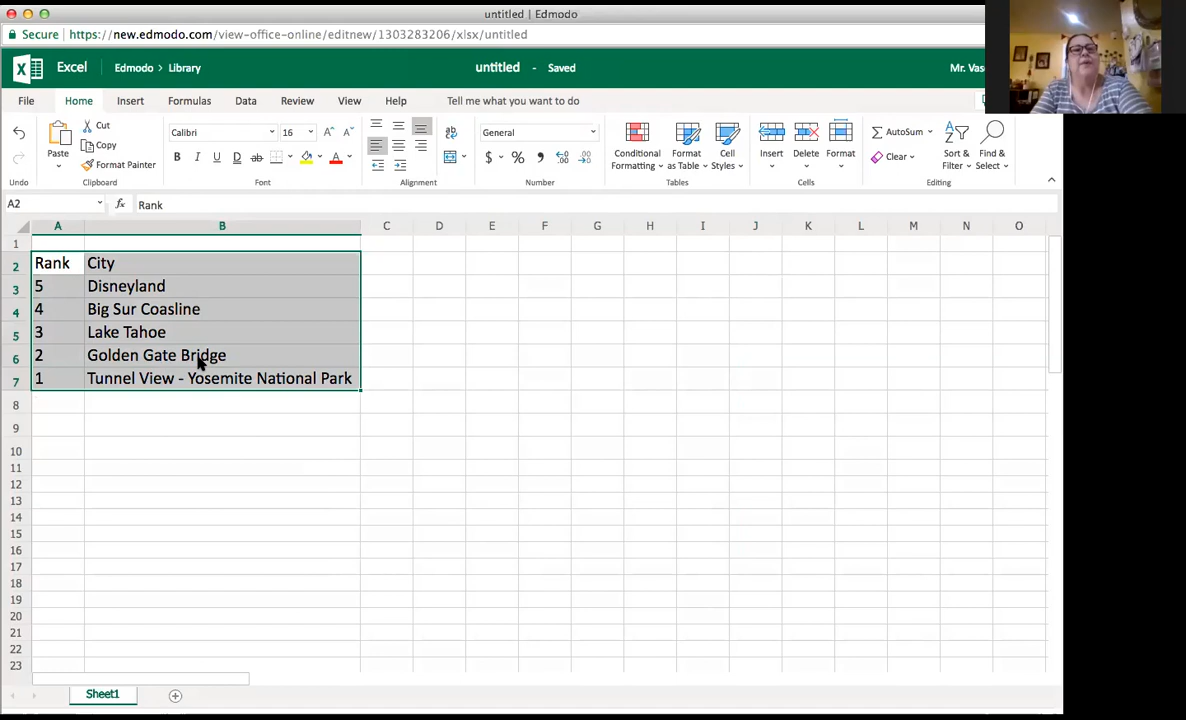 untitled | Edmodo
Secure https://new.edmodo.com/view-office-online/editnew/1303283206/xlsx/untitled
Excel Edmodo > Library untitled - Saved Mr.
File Home Insert Formulas Data Review View Help Tell me what you want to do
Cut
Copy
Format Painter
Paste
Calibri 16
B I U D ab
A A
General
$ % ,
Conditional Formatting
Format as Table
Cell Styles
Insert Delete Format
AutoSum
Clear
Sort & Filter
Find & Select
Undo Clipboard Font Alignment Number Tables Cells Editing
A2 fx Rank
A B C D E F G H I J K L M N O
1
2 Rank City
3 5 Disneyland
4 4 Big Sur Coasline
5 3 Lake Tahoe
6 2 Golden Gate Bridge
7 1 Tunnel View - Yosemite National Park
8
9
10
11
12
13
14
15
16
17
18
19
20
21
22
23
Sheet1